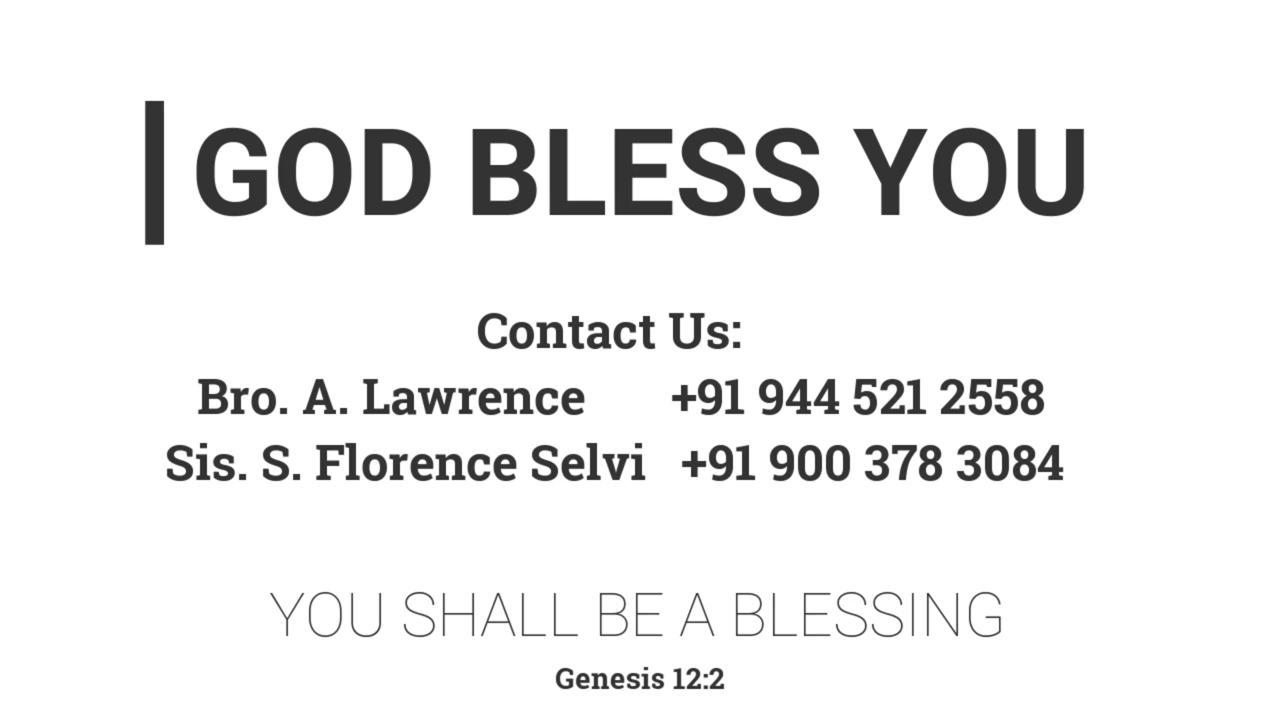 GOD BLESS YOU
Contact Us:
Bro. A. Lawrence +91 944 521 2558
Sis. S. Florence Selvi +91 900 378 3084
YOU SHALL BE A BLESSING
Genesis 12:2